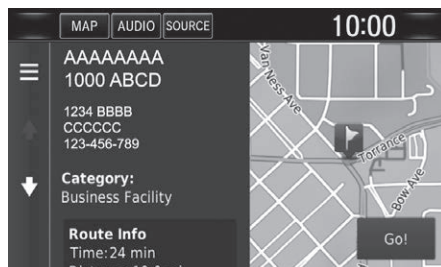 MAP AUDIO SOURCE 10:00
AAAAAAAA
1000 ABCD
1234 BBBB
CCCCCC
123-456-789
Category:
Business Facility
Route Info
Time:24 min
Van Ness Ave
Torrance
Bow Ave
Go!